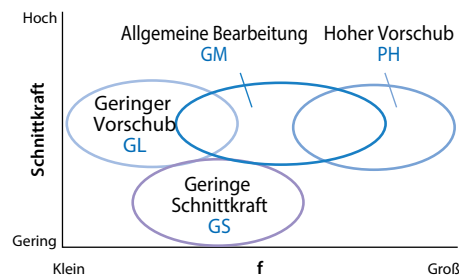 Hoch
Allgemeine Bearbeitung
GM
Hoher Vorschub
PH
Schnittkraft
Geringer
Vorschub
GL
Geringe
Schnittkraft
GS
Gering
Klein
f
Groß